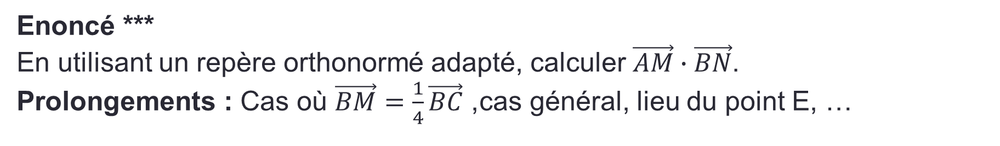 Enoncé ***
En utilisant un repère orthonormé adapté, calculer $\overrightarrow{AM} \cdot \overrightarrow{BN}$.
Prolongements : Cas où $\overrightarrow{BM} = \frac{1}{4}\overrightarrow{BC}$ ,cas général, lieu du point E, …